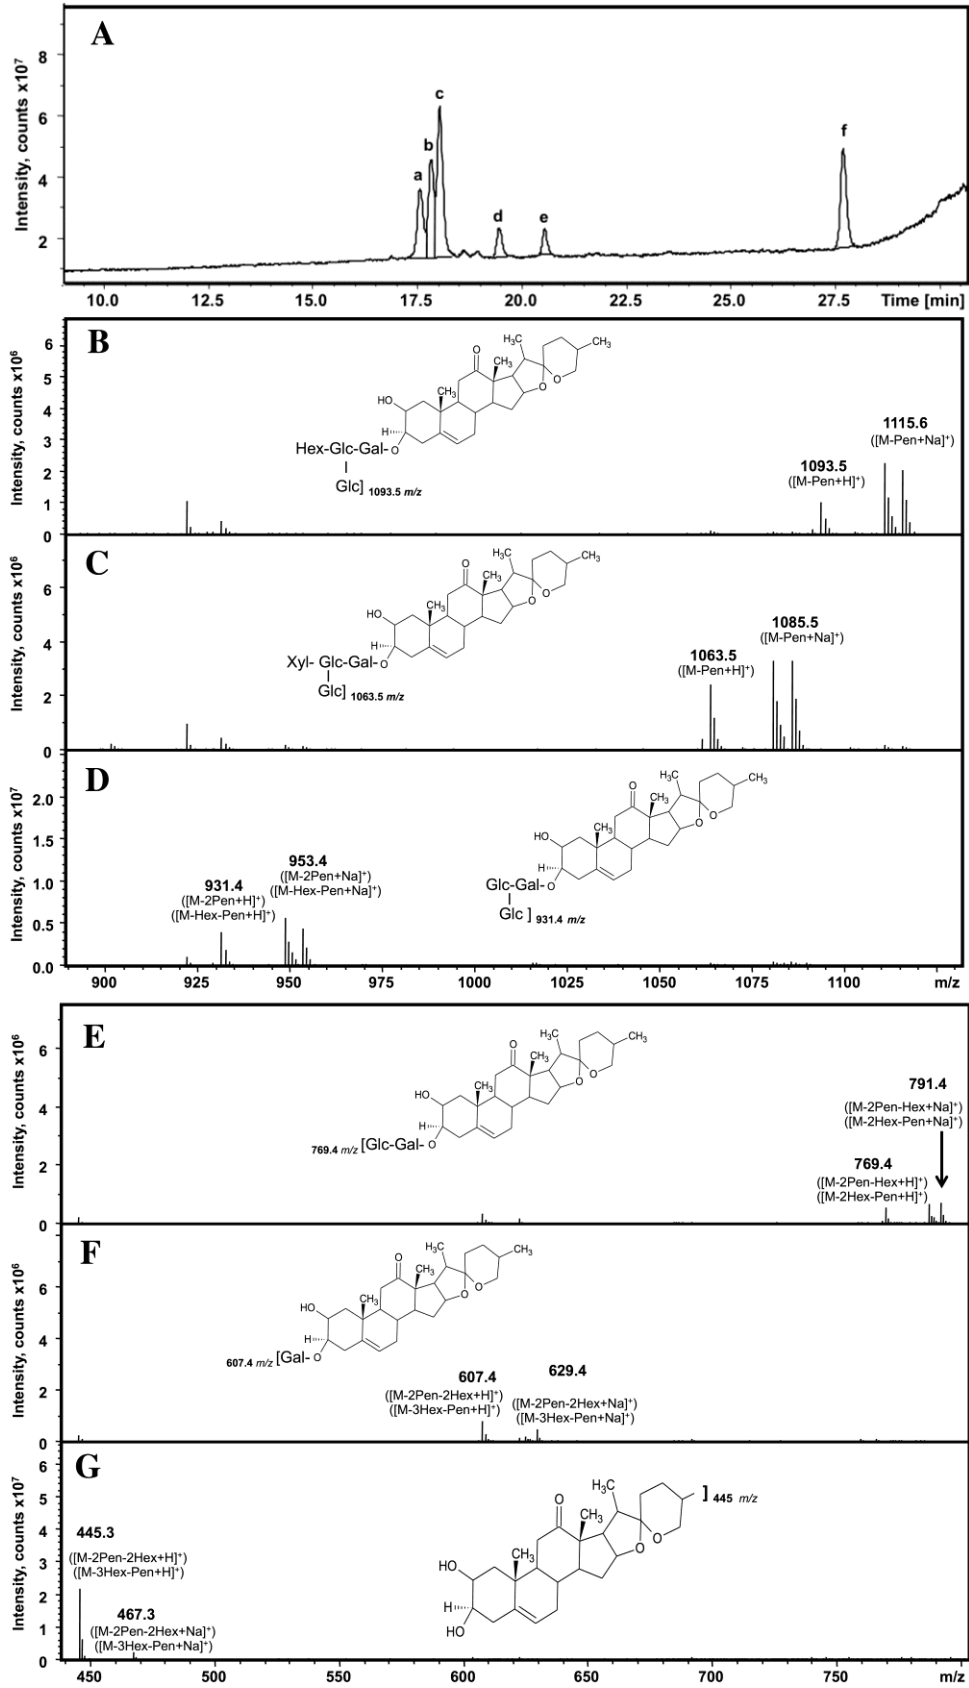 A
Intensity, counts x10⁷
8
6
4
2
a
b
c
d
e
f
10.0 12.5 15.0 17.5 20.0 22.5 25.0 27.5 Time [min]
B
Intensity, counts x10⁶
6
5
4
3
2
1
0
H₃C
CH₃
O
CH₃
O
O
CH₃
HO
H
Hex-Glc-Gal-O
Glc] 1093.5 m/z
1115.6
([M-Pen+Na]⁺)
1093.5
([M-Pen+H]⁺)
C
Intensity, counts x10⁶
6
4
2
0
H₃C
CH₃
O
CH₃
O
O
CH₃
HO
H
Xyl- Glc-Gal-O
Glc] 1063.5 m/z
1085.5
([M-Pen+Na]⁺)
1063.5
([M-Pen+H]⁺)
D
Intensity, counts x10⁷
2.0
1.5
1.0
0.5
0.0
H₃C
CH₃
O
CH₃
O
O
CH₃
HO
H
Glc-Gal-O
Glc ] 931.4 m/z
953.4
([M-2Pen+Na]⁺)
([M-Hex-Pen+Na]⁺)
931.4
([M-2Pen+H]⁺)
([M-Hex-Pen+H]⁺)
900 925 950 975 1000 1025 1050 1075 1100 m/z
E
Intensity, counts x10⁶
6
4
2
0
H₃C
CH₃
O
CH₃
O
O
CH₃
HO
H
769.4 m/z [Glc-Gal- O
791.4
([M-2Pen-Hex+Na]⁺)
([M-2Hex-Pen+Na]⁺)
769.4
([M-2Pen-Hex+H]⁺)
([M-2Hex-Pen+H]⁺)
F
Intensity, counts x10⁶
6
4
2
0
H₃C
CH₃
O
CH₃
O
O
CH₃
HO
H
607.4 m/z [Gal- O
607.4
([M-2Pen-2Hex+H]⁺)
([M-3Hex-Pen+H]⁺)
629.4
([M-2Pen-2Hex+Na]⁺)
([M-3Hex-Pen+Na]⁺)
G
Intensity, counts x10⁷
6
5
4
3
2
1
0
H₃C
] 445 m/z
O
CH₃
O
O
CH₃
HO
H
HO
445.3
([M-2Pen-2Hex+H]⁺)
([M-3Hex-Pen+H]⁺)
467.3
([M-2Pen-2Hex+Na]⁺)
([M-3Hex-Pen+Na]⁺)
450 500 550 600 650 700 750 m/z